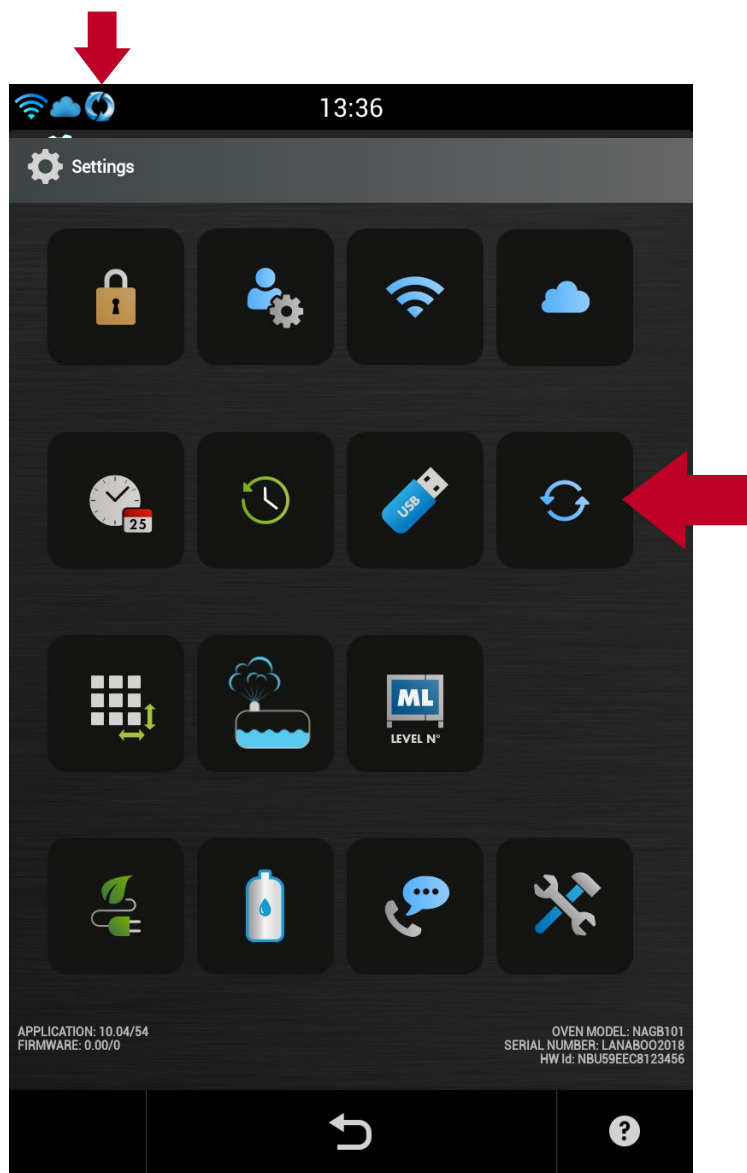 13:36
Settings
25
USB
ML
LEVEL N°
APPLICATION: 10.04/54
FIRMWARE: 0.00/0
OVEN MODEL: NAGB101
SERIAL NUMBER: LANABOO2018
HW Id: NBU59EEC8123456
?